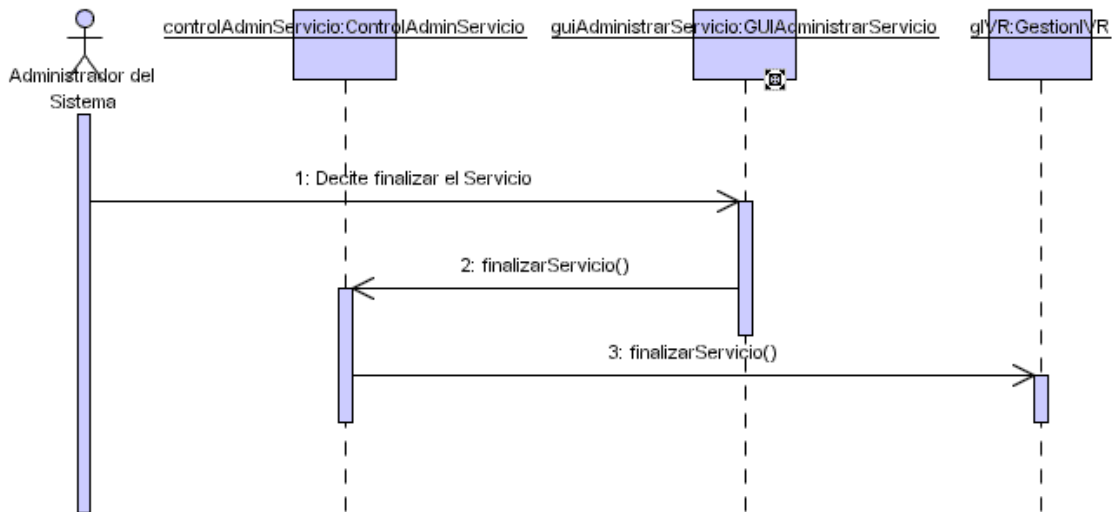 controlAdminServicio:ControlAdminServicio
guiAdministrarServicio:GUIAdministrarServicio
gIVR:GestionIVR
Administrador del
Sistema
1: Decite finalizar el Servicio
2: finalizarServicio()
3: finalizarServicio()